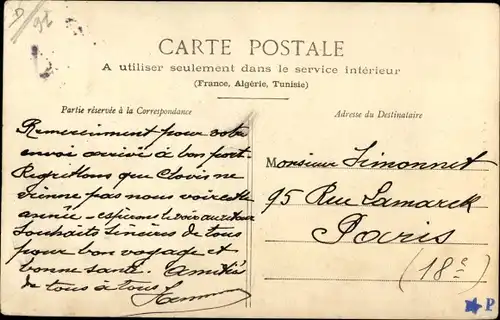 D
92
CARTE POSTALE
A utiliser seulement dans le service intérieur
(France, Algérie, Tunisie)
Partie réservée à la Correspondance
Adresse du Destinataire
Remerciment pour votre
envoi arrivé à bon port.
Regrettons que Clovis ne
vienne pas nous voir cette
année – espérons le voir au retour
Souhaits sincères de tous
pour bon voyage et
bonne santé. Amitiés
de tous à tous
Monsieur Simonnet
95 Rue Lamarck
Paris
(18e)
P